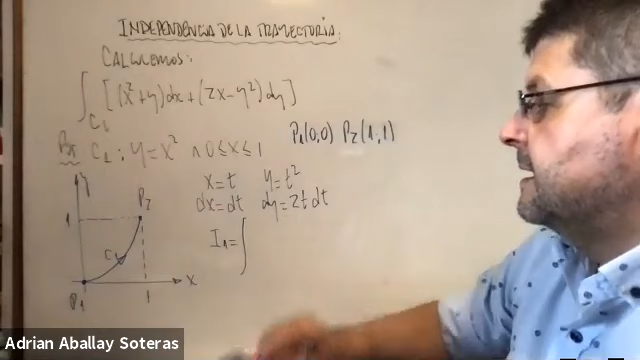 INDEPENDENCIA DE LA TRAYECTORIA:
CALCULEMOS:
∫C₁ [(x²+y)dx+(2x-y²)dy]
C₁: y=x² ∧ 0≤x≤1 P₁(0,0) P₂(1,1)
x=t y=t²
dx=dt dy=2t dt
I₁=∫
y
1
P₂
C₁
P₁
1
x
Adrian Aballay Soteras